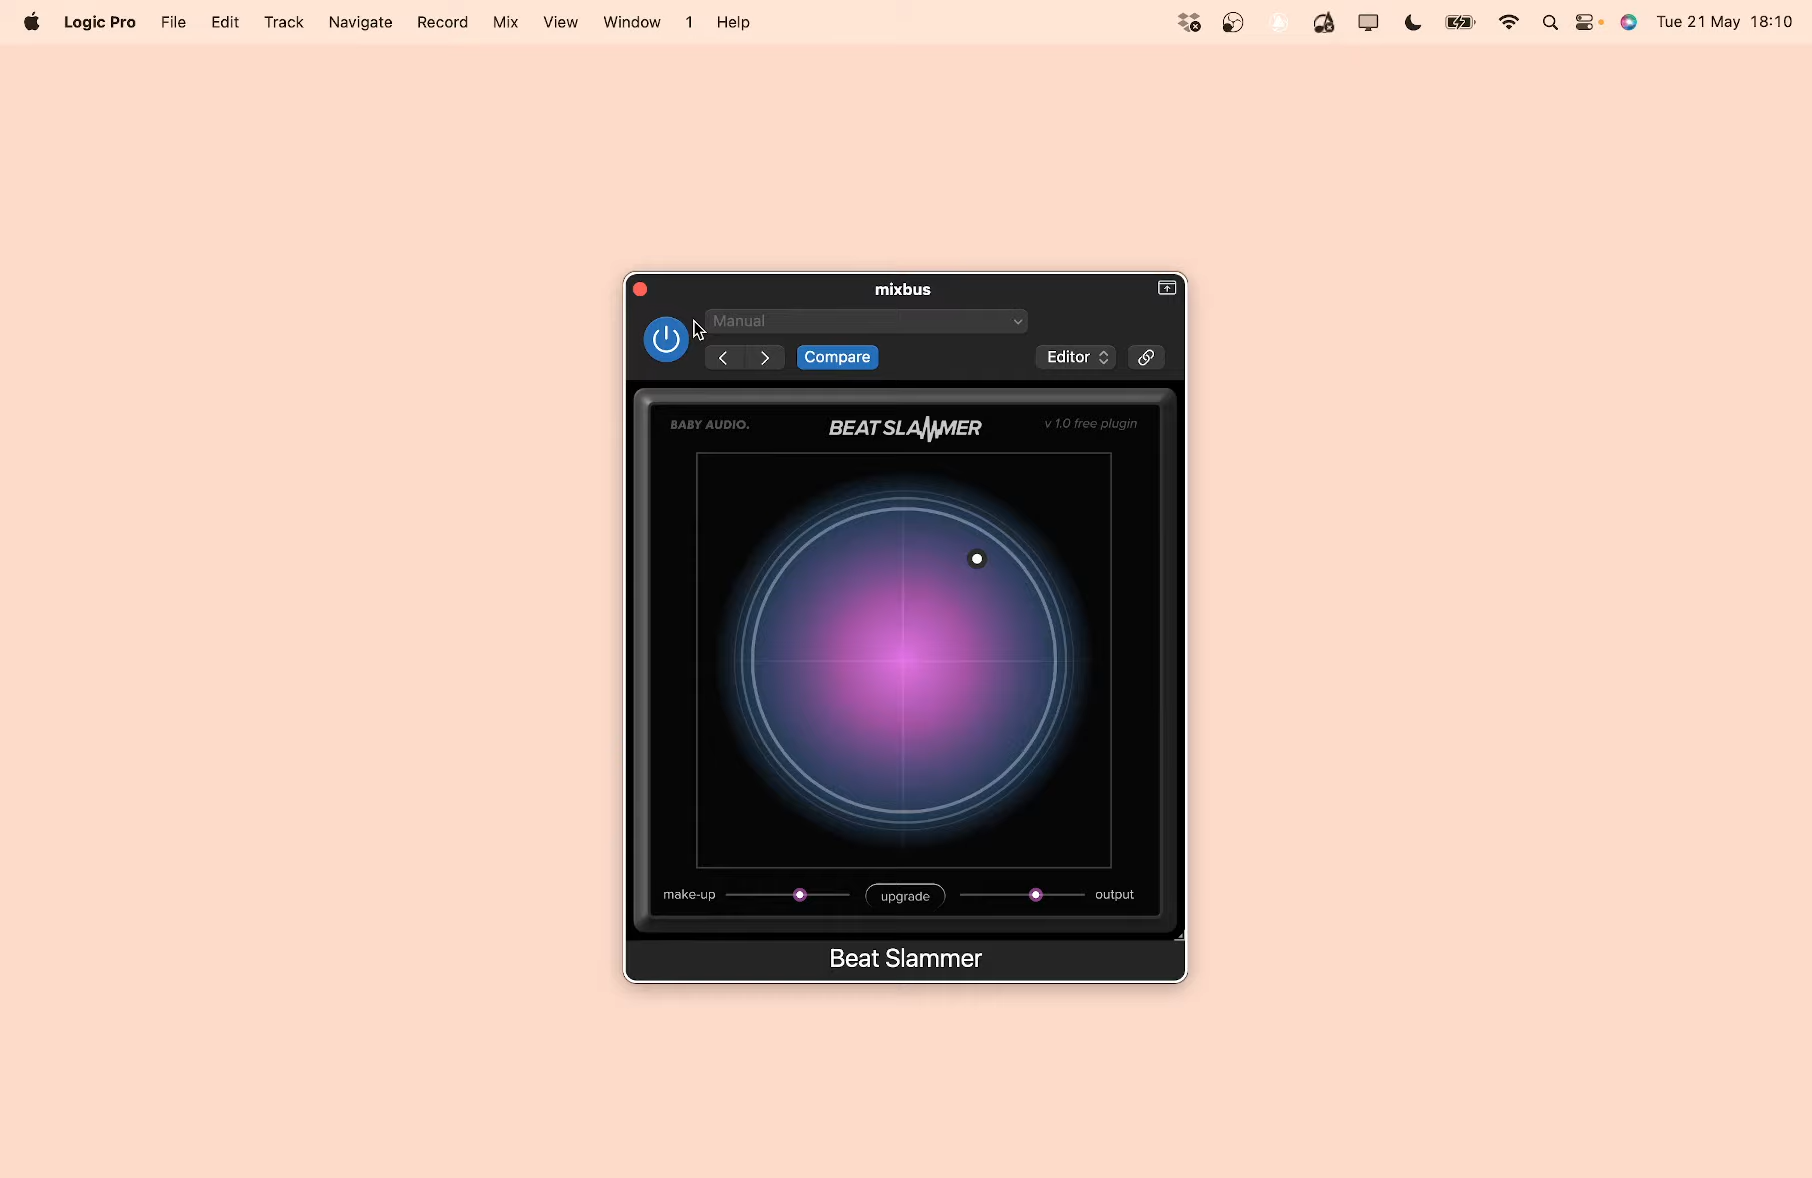 Logic Pro File Edit Track Navigate Record Mix View Window 1 Help Tue 21 May 18:10
mixbus
Manual
Compare Editor
BABY AUDIO. BEAT SLAMMER v 1.0 free plugin
make-up upgrade output
Beat Slammer